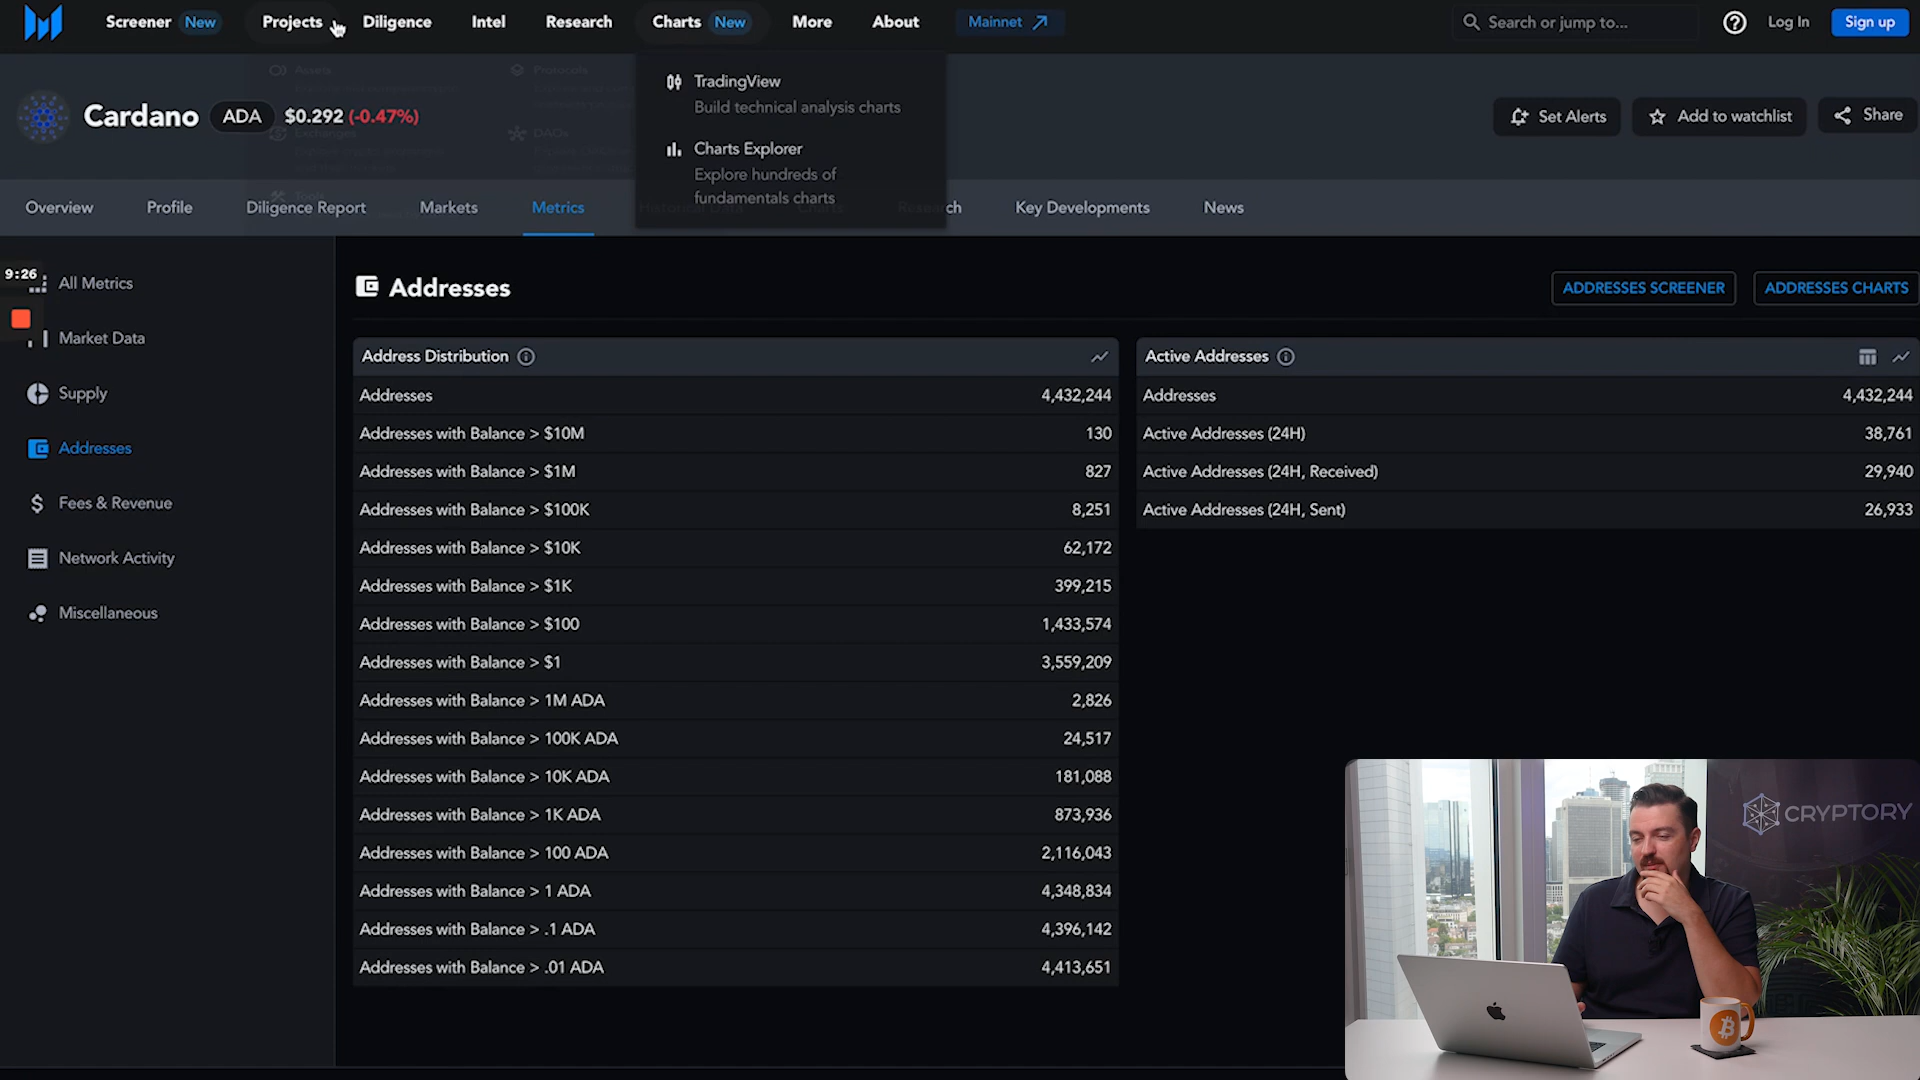 Screener New Projects Diligence Intel Research Charts New More About Mainnet Search or jump to... Log In Sign up
Assets
Protocols
TradingView
Build technical analysis charts
Cardano ADA $0.292 (-0.47%)
Set Alerts Add to watchlist Share
Exchanges
DAOs
Charts Explorer
Explore hundreds of
fundamentals charts
Tools
Overview Profile Diligence Report Markets Metrics Historical Data Charts Research Key Developments News
9:26
All Metrics
Market Data
Supply
Addresses
Fees & Revenue
Network Activity
Miscellaneous
Addresses
ADDRESSES SCREENER ADDRESSES CHARTS
Address Distribution
Addresses 4,432,244
Addresses with Balance > $10M 130
Addresses with Balance > $1M 827
Addresses with Balance > $100K 8,251
Addresses with Balance > $10K 62,172
Addresses with Balance > $1K 399,215
Addresses with Balance > $100 1,433,574
Addresses with Balance > $1 3,559,209
Addresses with Balance > 1M ADA 2,826
Addresses with Balance > 100K ADA 24,517
Addresses with Balance > 10K ADA 181,088
Addresses with Balance > 1K ADA 873,936
Addresses with Balance > 100 ADA 2,116,043
Addresses with Balance > 1 ADA 4,348,834
Addresses with Balance > .1 ADA 4,396,142
Addresses with Balance > .01 ADA 4,413,651
Active Addresses
Addresses 4,432,244
Active Addresses (24H) 38,761
Active Addresses (24H, Received) 29,940
Active Addresses (24H, Sent) 26,933
CRYPTORY